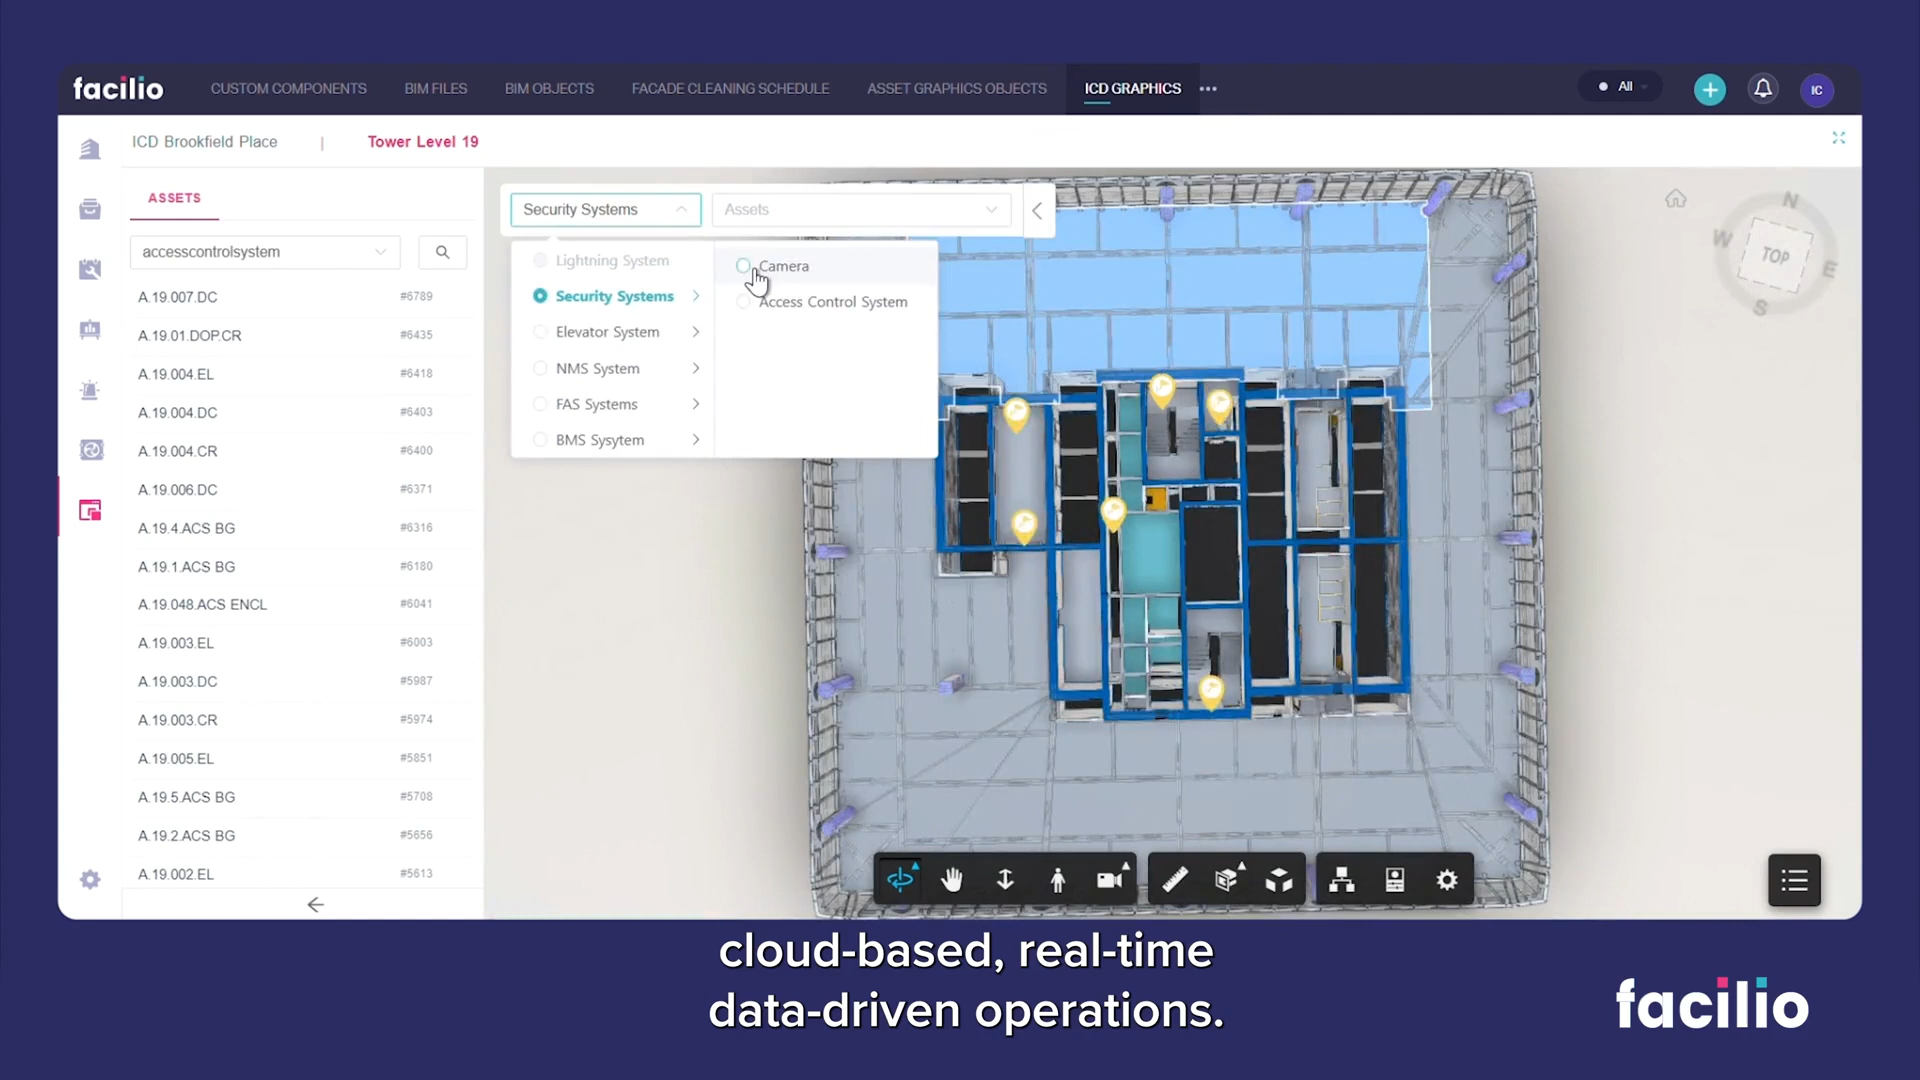 facilio
CUSTOM COMPONENTS
BIM FILES
BIM OBJECTS
FACADE CLEANING SCHEDULE
ASSET GRAPHICS OBJECTS
ICD GRAPHICS
All
IC
ICD Brookfield Place | Tower Level 19
ASSETS
accesscontrolsystem
A.19.007.DC #6789
A.19.01.DOP.CR #6435
A.19.004.EL #6418
A.19.004.DC #6403
A.19.004.CR #6400
A.19.006.DC #6371
A.19.4.ACS BG #6316
A.19.1.ACS BG #6180
A.19.048.ACS ENCL #6041
A.19.003.EL #6003
A.19.003.DC #5987
A.19.003.CR #5974
A.19.005.EL #5851
A.19.5.ACS BG #5708
A.19.2.ACS BG #5656
A.19.002.EL #5613
Security Systems
Assets
Lightning System
Security Systems
Elevator System
NMS System
FAS Systems
BMS Sysytem
Camera
Access Control System
N
W
TOP
E
S
cloud-based, real-time
data-driven operations.
facilio